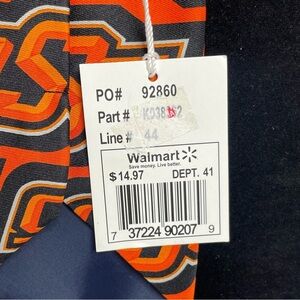 PO# 92860
Part #
Line # 44
Walmart
Save money. Live better.
$14.97 DEPT. 41
7 37224 90207 9